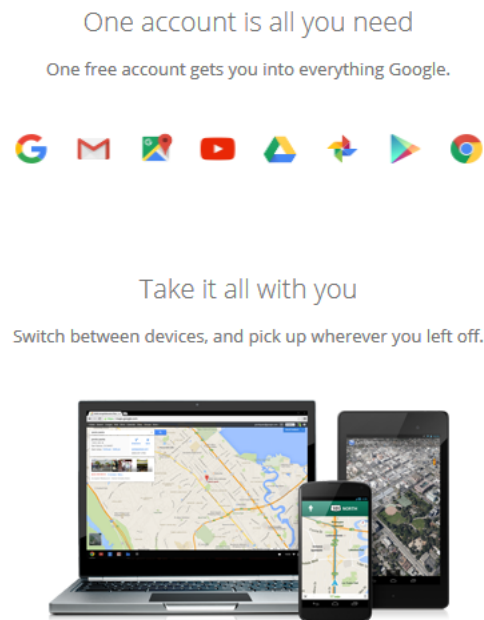 One account is all you need
One free account gets you into everything Google.
Take it all with you
Switch between devices, and pick up wherever you left off.
NORTH